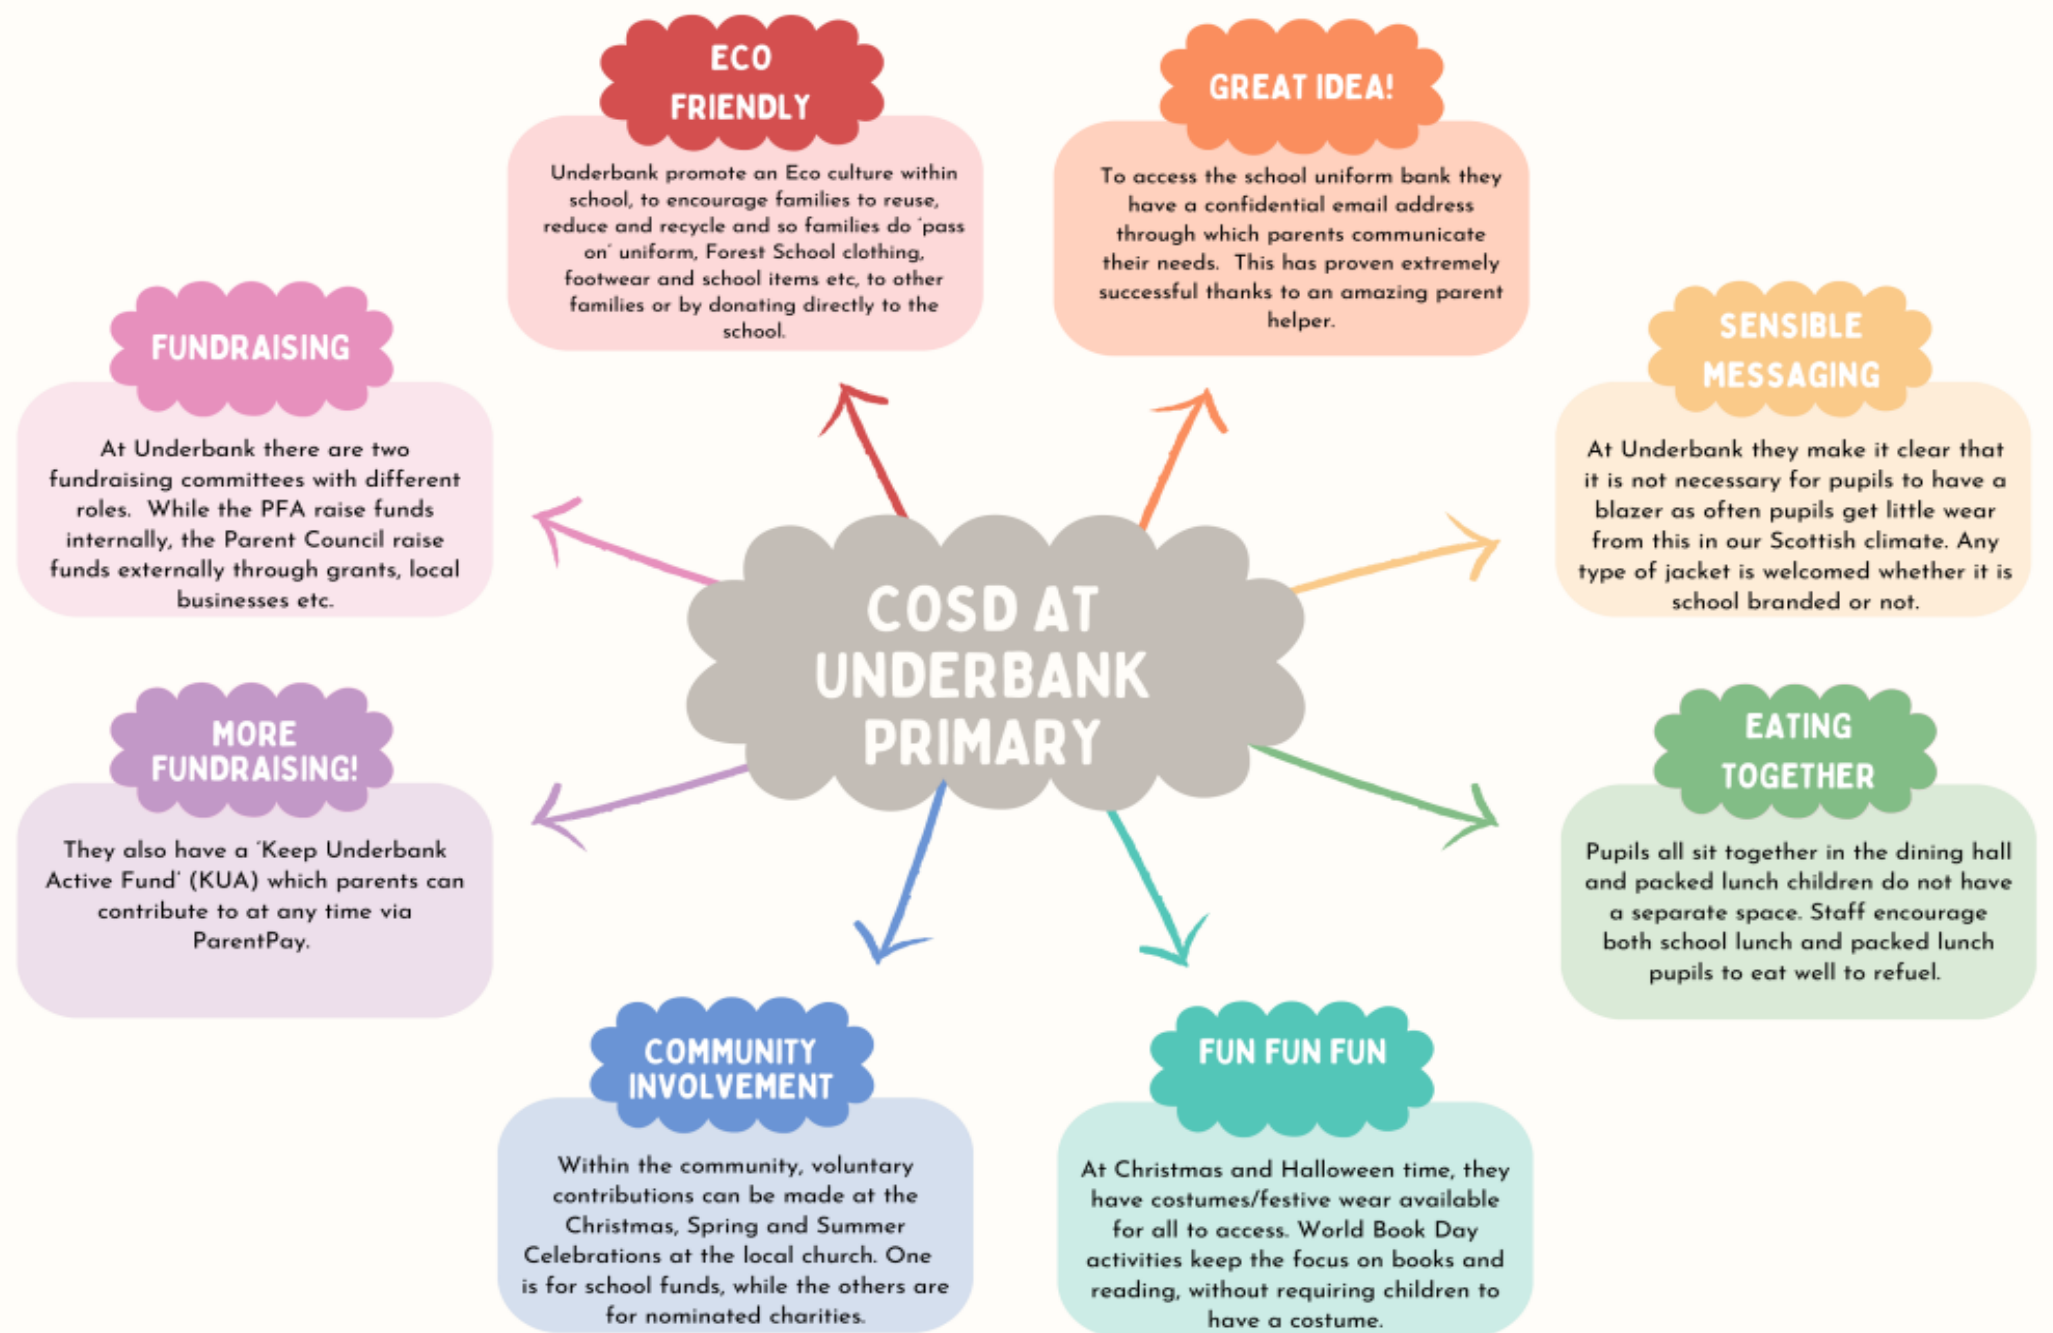 COSD AT
UNDERBANK
PRIMARY
ECO
FRIENDLY
Underbank promote an Eco culture within
school, to encourage families to reuse,
reduce and recycle and so families do 'pass
on' uniform, Forest School clothing,
footwear and school items etc, to other
families or by donating directly to the
school.
GREAT IDEA!
To access the school uniform bank they
have a confidential email address
through which parents communicate
their needs.  This has proven extremely
successful thanks to an amazing parent
helper.
SENSIBLE
MESSAGING
At Underbank they make it clear that
it is not necessary for pupils to have a
blazer as often pupils get little wear
from this in our Scottish climate. Any
type of jacket is welcomed whether it is
school branded or not.
EATING
TOGETHER
Pupils all sit together in the dining hall
and packed lunch children do not have
a separate space. Staff encourage
both school lunch and packed lunch
pupils to eat well to refuel.
FUN FUN FUN
At Christmas and Halloween time, they
have costumes/festive wear available
for all to access. World Book Day
activities keep the focus on books and
reading, without requiring children to
have a costume.
COMMUNITY
INVOLVEMENT
Within the community, voluntary
contributions can be made at the
Christmas, Spring and Summer
Celebrations at the local church. One
is for school funds, while the others are
for nominated charities.
MORE
FUNDRAISING!
They also have a 'Keep Underbank
Active Fund' (KUA) which parents can
contribute to at any time via
ParentPay.
FUNDRAISING
At Underbank there are two
fundraising committees with different
roles.  While the PFA raise funds
internally, the Parent Council raise
funds externally through grants, local
businesses etc.